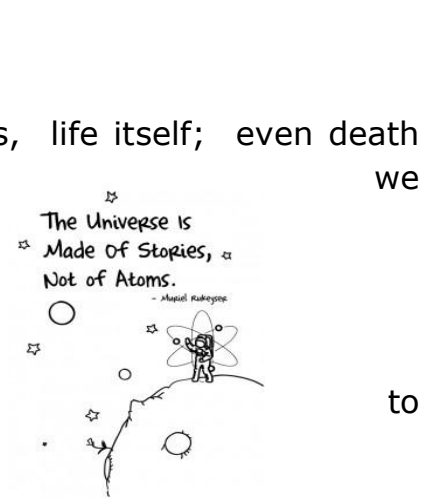 s, life itself; even death
we
The Universe Is
Made Of Stories,
Not of Atoms.
- Muriel Rukeyser
to